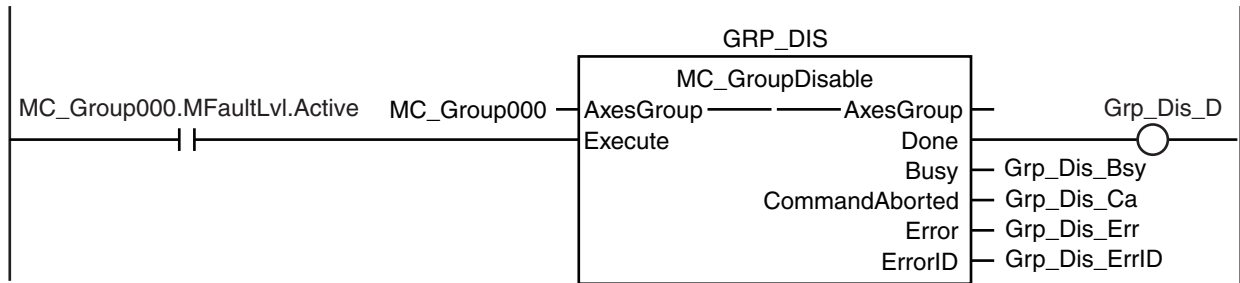 GRP_DIS
MC_GroupDisable
MC_Group000.MFaultLvl.Active MC_Group000 AxesGroup AxesGroup Grp_Dis_D
Execute Done
Busy Grp_Dis_Bsy
CommandAborted Grp_Dis_Ca
Error Grp_Dis_Err
ErrorID Grp_Dis_ErrID